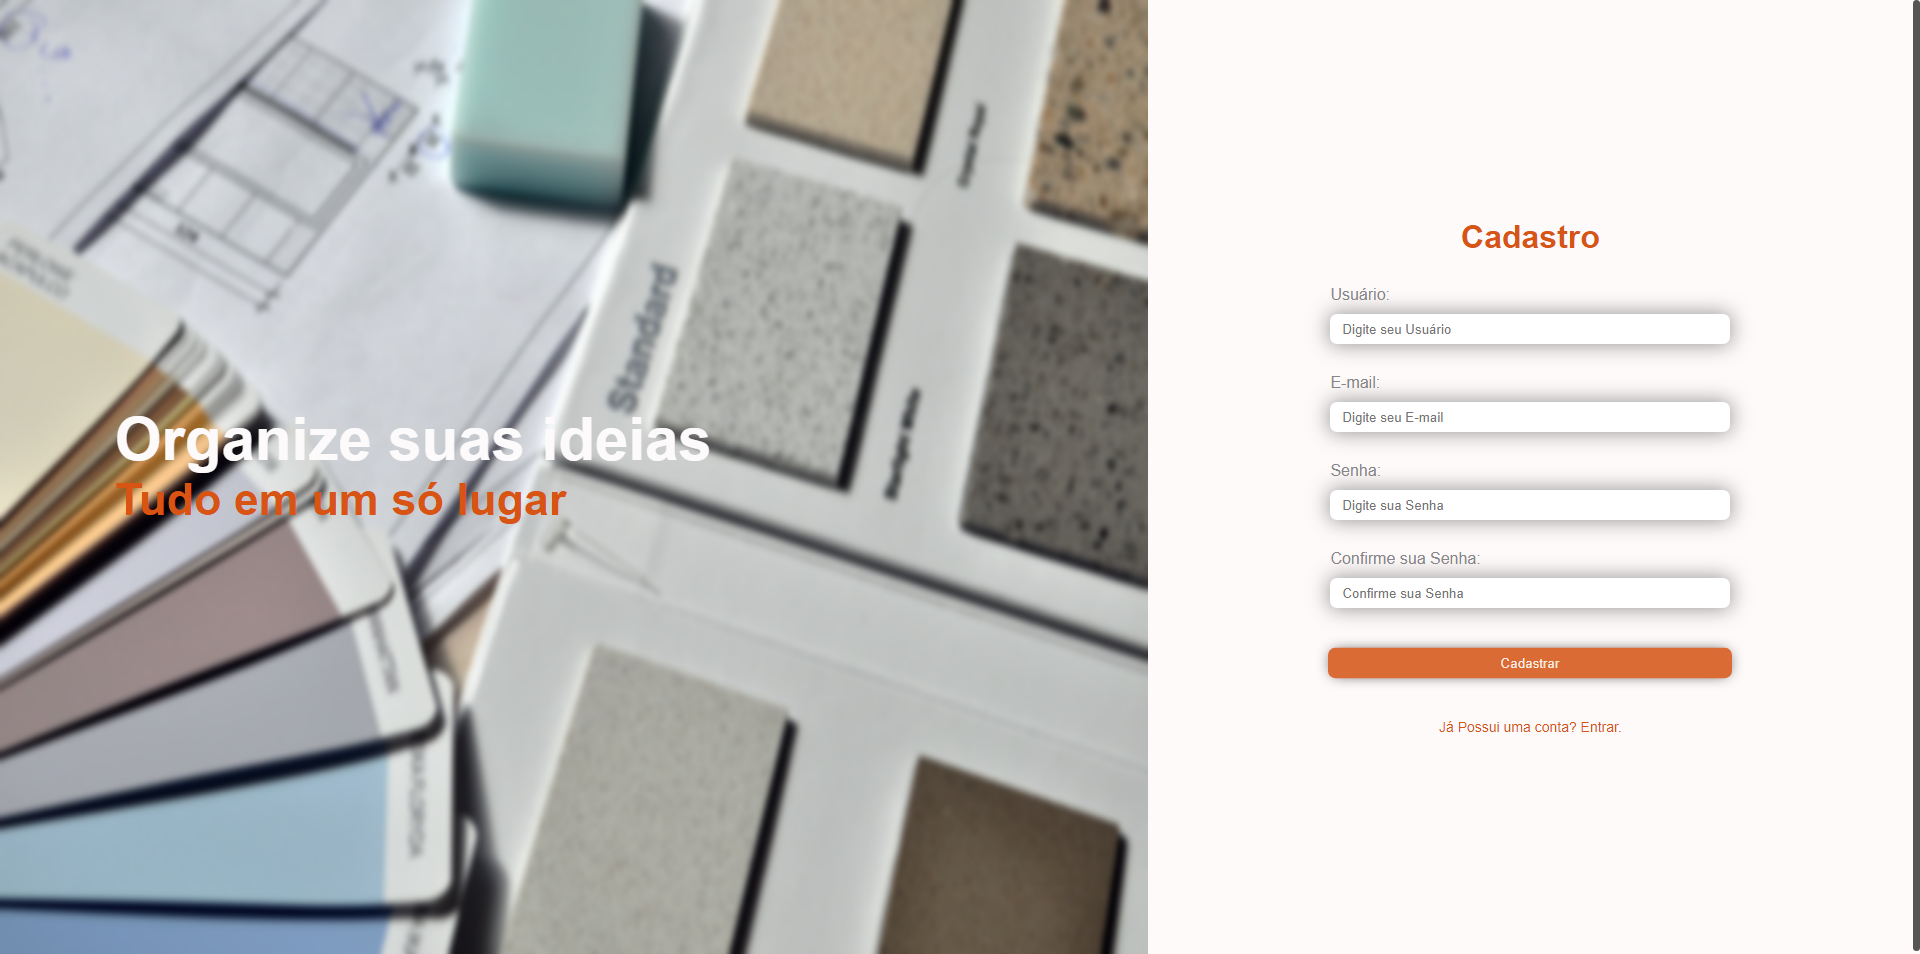 Standard
Organize suas ideias
Tudo em um só lugar
Cadastro
Usuário:
Digite seu Usuário
E-mail:
Digite seu E-mail
Senha:
Digite sua Senha
Confirme sua Senha:
Confirme sua Senha
Cadastrar
Já Possui uma conta? Entrar.